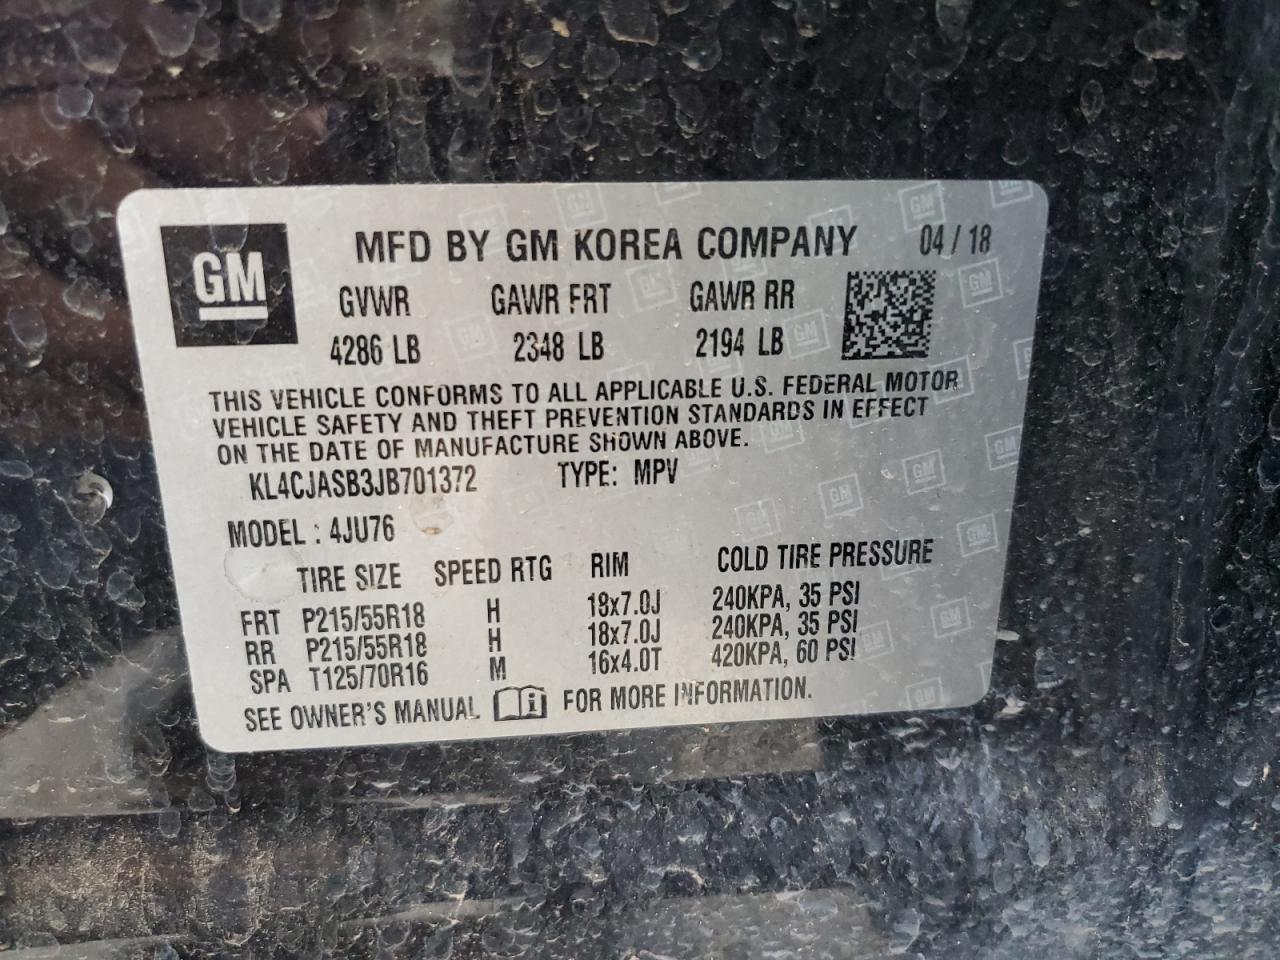 GM MFD BY GM KOREA COMPANY 04 / 18
GVWR GAWR FRT GAWR RR
4286 LB 2348 LB 2194 LB
THIS VEHICLE CONFORMS TO ALL APPLICABLE U.S. FEDERAL MOTOR
VEHICLE SAFETY AND THEFT PREVENTION STANDARDS IN EFFECT
ON THE DATE OF MANUFACTURE SHOWN ABOVE.
KL4CJASB3JB701372 TYPE: MPV
MODEL : 4JU76
TIRE SIZE SPEED RTG RIM COLD TIRE PRESSURE
FRT P215/55R18 H 18x7.0J 240KPA, 35 PSI
RR P215/55R18 H 18x7.0J 240KPA, 35 PSI
SPA T125/70R16 M 16x4.0T 420KPA, 60 PSI
SEE OWNER'S MANUAL i FOR MORE INFORMATION.